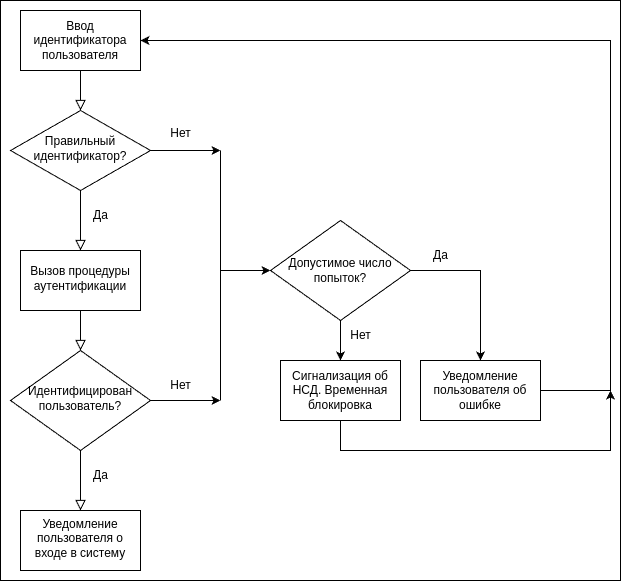 Ввод
идентификатора
пользователя
Правильный
идентификатор?
Нет
Да
Вызов процедуры
аутентификации
Идентифицирован
пользователь?
Нет
Да
Уведомление
пользователя о
входе в систему
Допустимое число
попыток?
Да
Нет
Сигнализация об
НСД. Временная
блокировка
Уведомление
пользователя об
ошибке